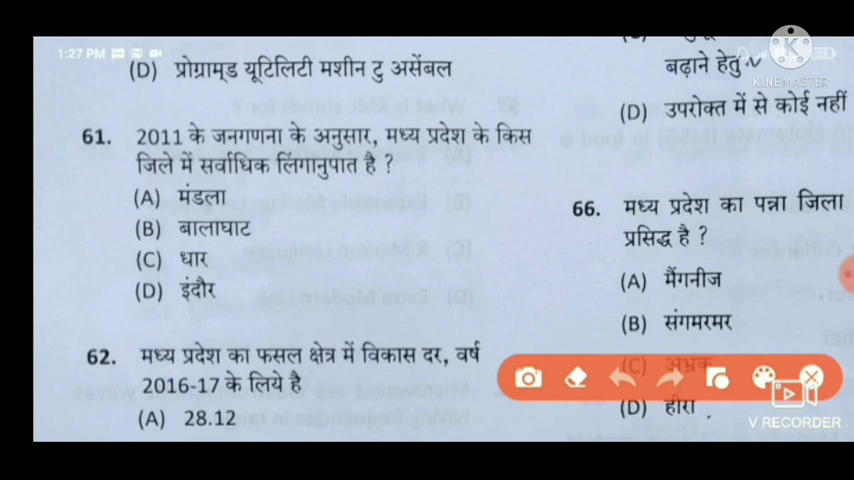 1:27 PM
(D) प्रोग्राम्ड यूटिलिटी मशीन टु असेंबल
61. 2011 के जनगणना के अनुसार, मध्य प्रदेश के किस
जिले में सर्वाधिक लिंगानुपात है ?
(A) मंडला
(B) बालाघाट
(C) धार
(D) इंदौर
62. मध्य प्रदेश का फसल क्षेत्र में विकास दर, वर्ष
2016-17 के लिये है
(A) 28.12
बढ़ाने हेतु
(D) उपरोक्त में से कोई नहीं
66. मध्य प्रदेश का पन्ना जिला
प्रसिद्ध है ?
(A) मैंगनीज
(B) संगमरमर
(C) अभ्रक
(D) हीरा
K
KINEMASTER
V RECORDER